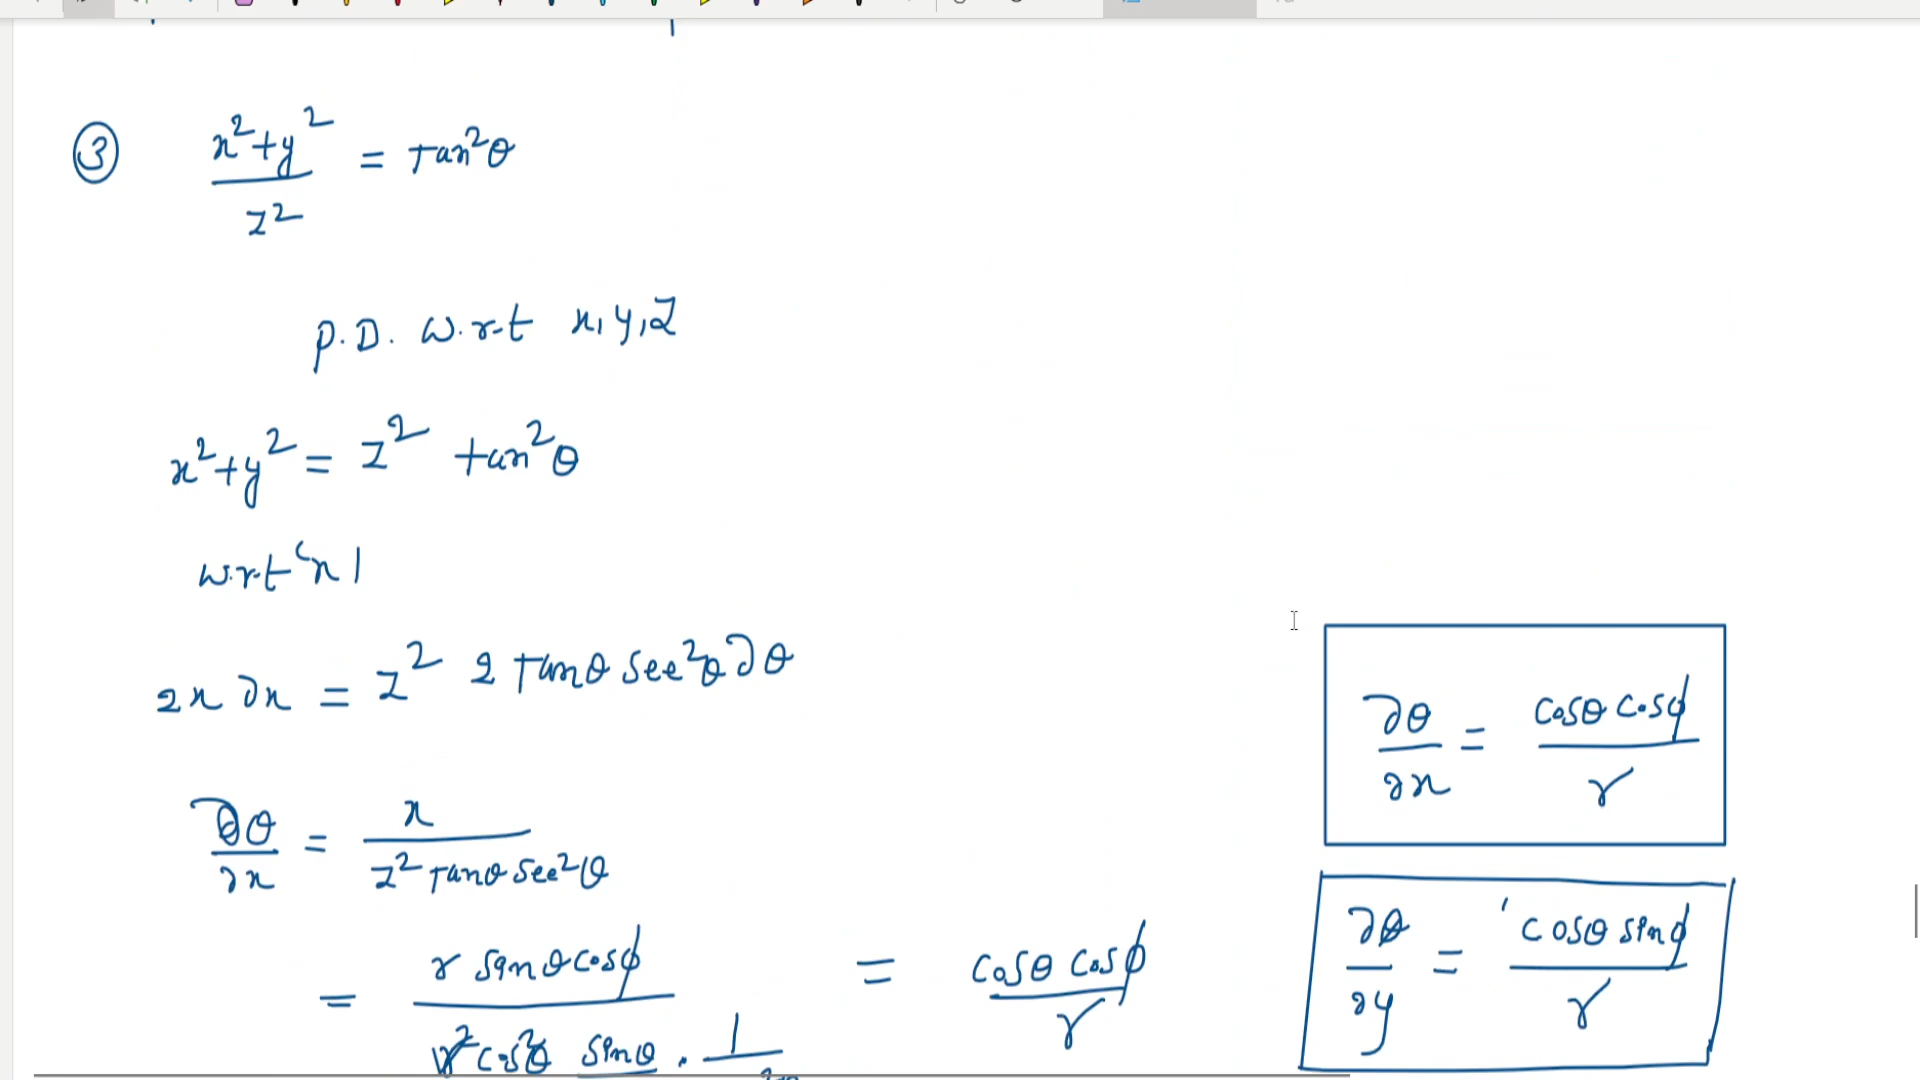 ③ x²+y² / z² = Tan²θ
P.D. w.r.t x, y, z
x²+y² = z² tan²θ
w.r.t 'x'
2x ∂x = z² 2 Tanθ Sec²θ ∂θ
∂θ/∂x = x / z² Tanθ Sec²θ
= r sinθ cosφ / r² cos²θ sinθ . 1 = cosθ cosφ / r
∂θ/∂x = cosθ cosφ / r
∂θ/∂y = cosθ sinφ / r